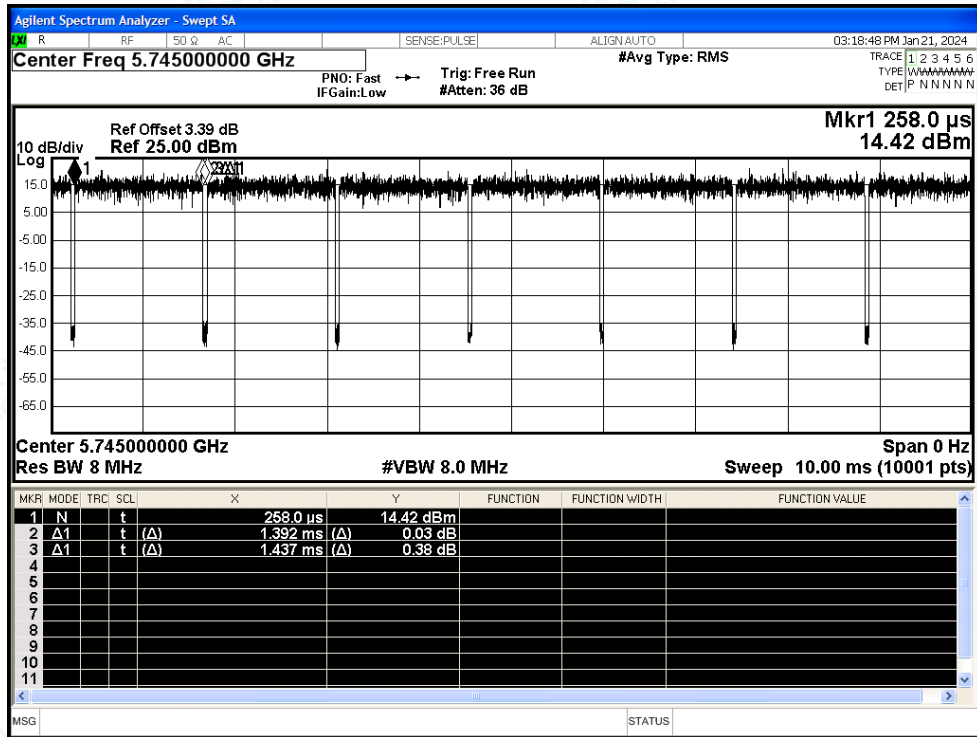 Agilent Spectrum Analyzer - Swept SA
LXI R RF 50 Ω AC SENSE:PULSE ALIGN AUTO 03:18:48 PM Jan 21, 2024
Center Freq 5.745000000 GHz
#Avg Type: RMS
TRACE 1 2 3 4 5 6
TYPE WWWWWW
DET P N N N N N
PNO: Fast
IFGain:Low
Trig: Free Run
#Atten: 36 dB
Mkr1 258.0 µs
14.42 dBm
Ref Offset 3.39 dB
10 dB/div Ref 25.00 dBm
Log
1
15.0
5.00
-5.00
-15.0
-25.0
-35.0
-45.0
-55.0
-65.0
Center 5.745000000 GHz Span 0 Hz
Res BW 8 MHz #VBW 8.0 MHz Sweep 10.00 ms (10001 pts)
MKR MODE TRC SCL X Y FUNCTION FUNCTION WIDTH FUNCTION VALUE
1 N t 258.0 µs 14.42 dBm
2 Δ1 t (Δ) 1.392 ms (Δ) 0.03 dB
3 Δ1 t (Δ) 1.437 ms (Δ) 0.38 dB
4
5
6
7
8
9
10
11
MSG STATUS